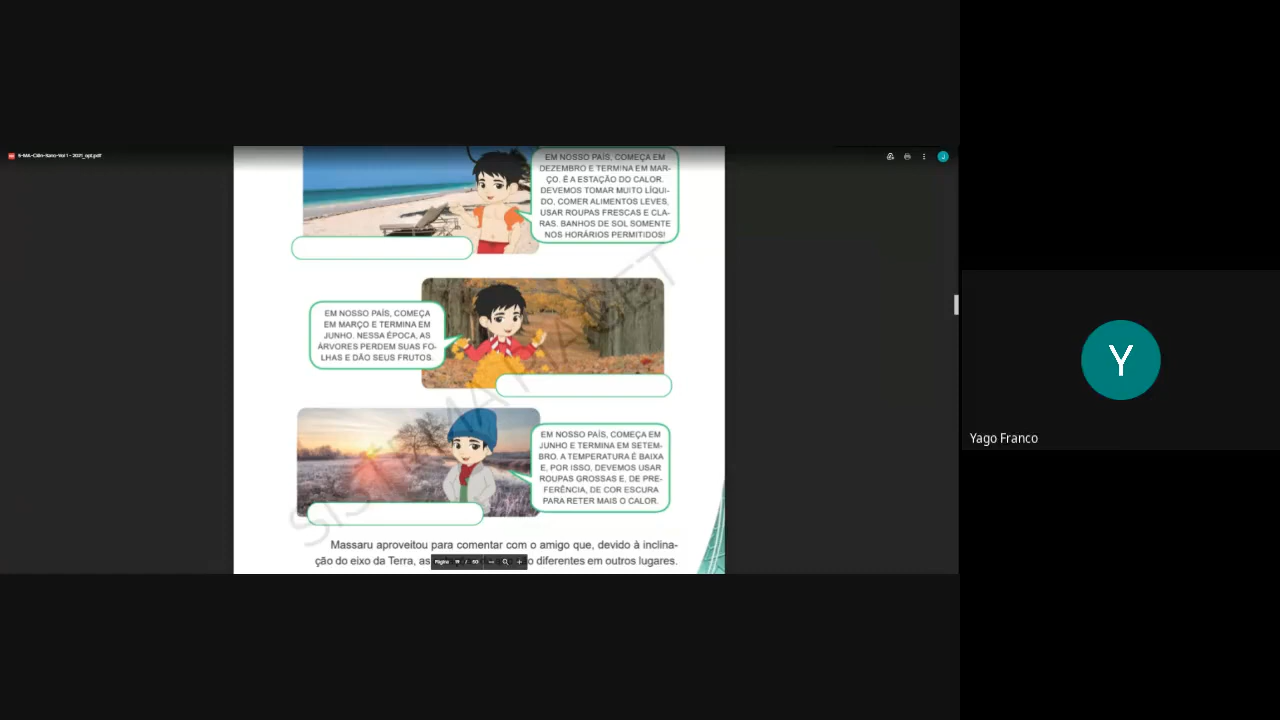 EM NOSSO PAÍS, COMEÇA EM
DEZEMBRO E TERMINA EM MAR-
ÇO. É A ESTAÇÃO DO CALOR.
DEVEMOS TOMAR MUITO LÍQUI-
DO, COMER ALIMENTOS LEVES,
USAR ROUPAS FRESCAS E CLA-
RAS. BANHOS DE SOL SOMENTE
NOS HORÁRIOS PERMITIDOS!
EM NOSSO PAÍS, COMEÇA
EM MARÇO E TERMINA EM
JUNHO. NESSA ÉPOCA, AS
ÁRVORES PERDEM SUAS FO-
LHAS E DÃO SEUS FRUTOS.
EM NOSSO PAÍS, COMEÇA EM
JUNHO E TERMINA EM SETEM-
BRO. A TEMPERATURA É BAIXA
E, POR ISSO, DEVEMOS USAR
ROUPAS GROSSAS E, DE PRE-
FERÊNCIA, DE COR ESCURA
PARA RETER MAIS O CALOR.
Massaru aproveitou para comentar com o amigo que, devido à inclina-
ção do eixo da Terra, as o diferentes em outros lugares.
Página / 60
J
Y
Yago Franco